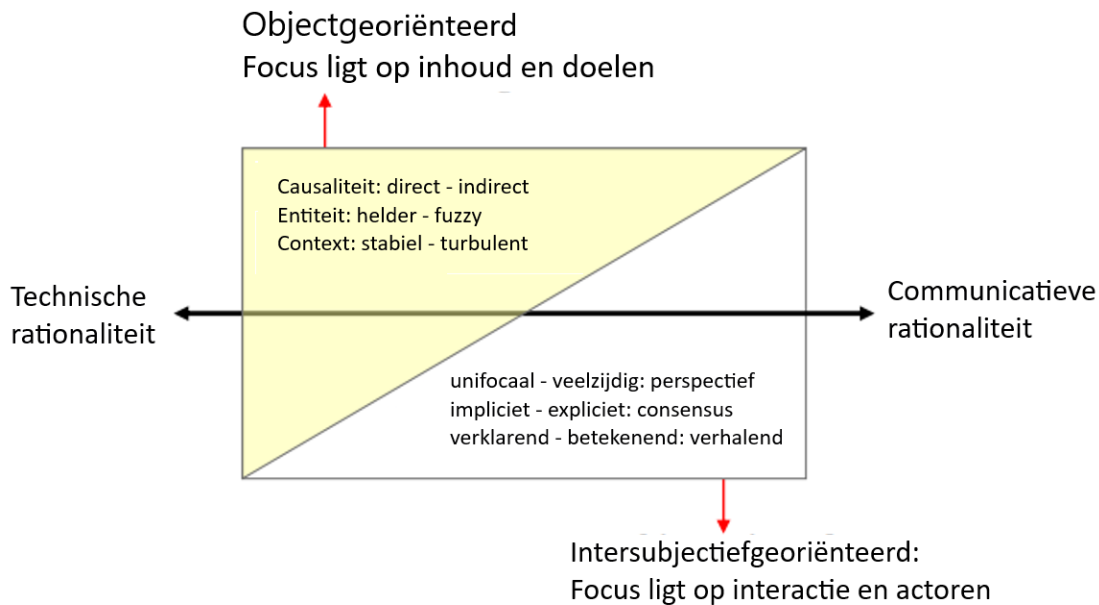 Objectgeoriënteerd
Focus ligt op inhoud en doelen
Causaliteit: direct - indirect
Entiteit: helder - fuzzy
Context: stabiel - turbulent
Technische
rationaliteit
Communicatieve
rationaliteit
unifocaal - veelzijdig: perspectief
impliciet - expliciet: consensus
verklarend - betekenend: verhalend
Intersubjectiefgeoriënteerd:
Focus ligt op interactie en actoren